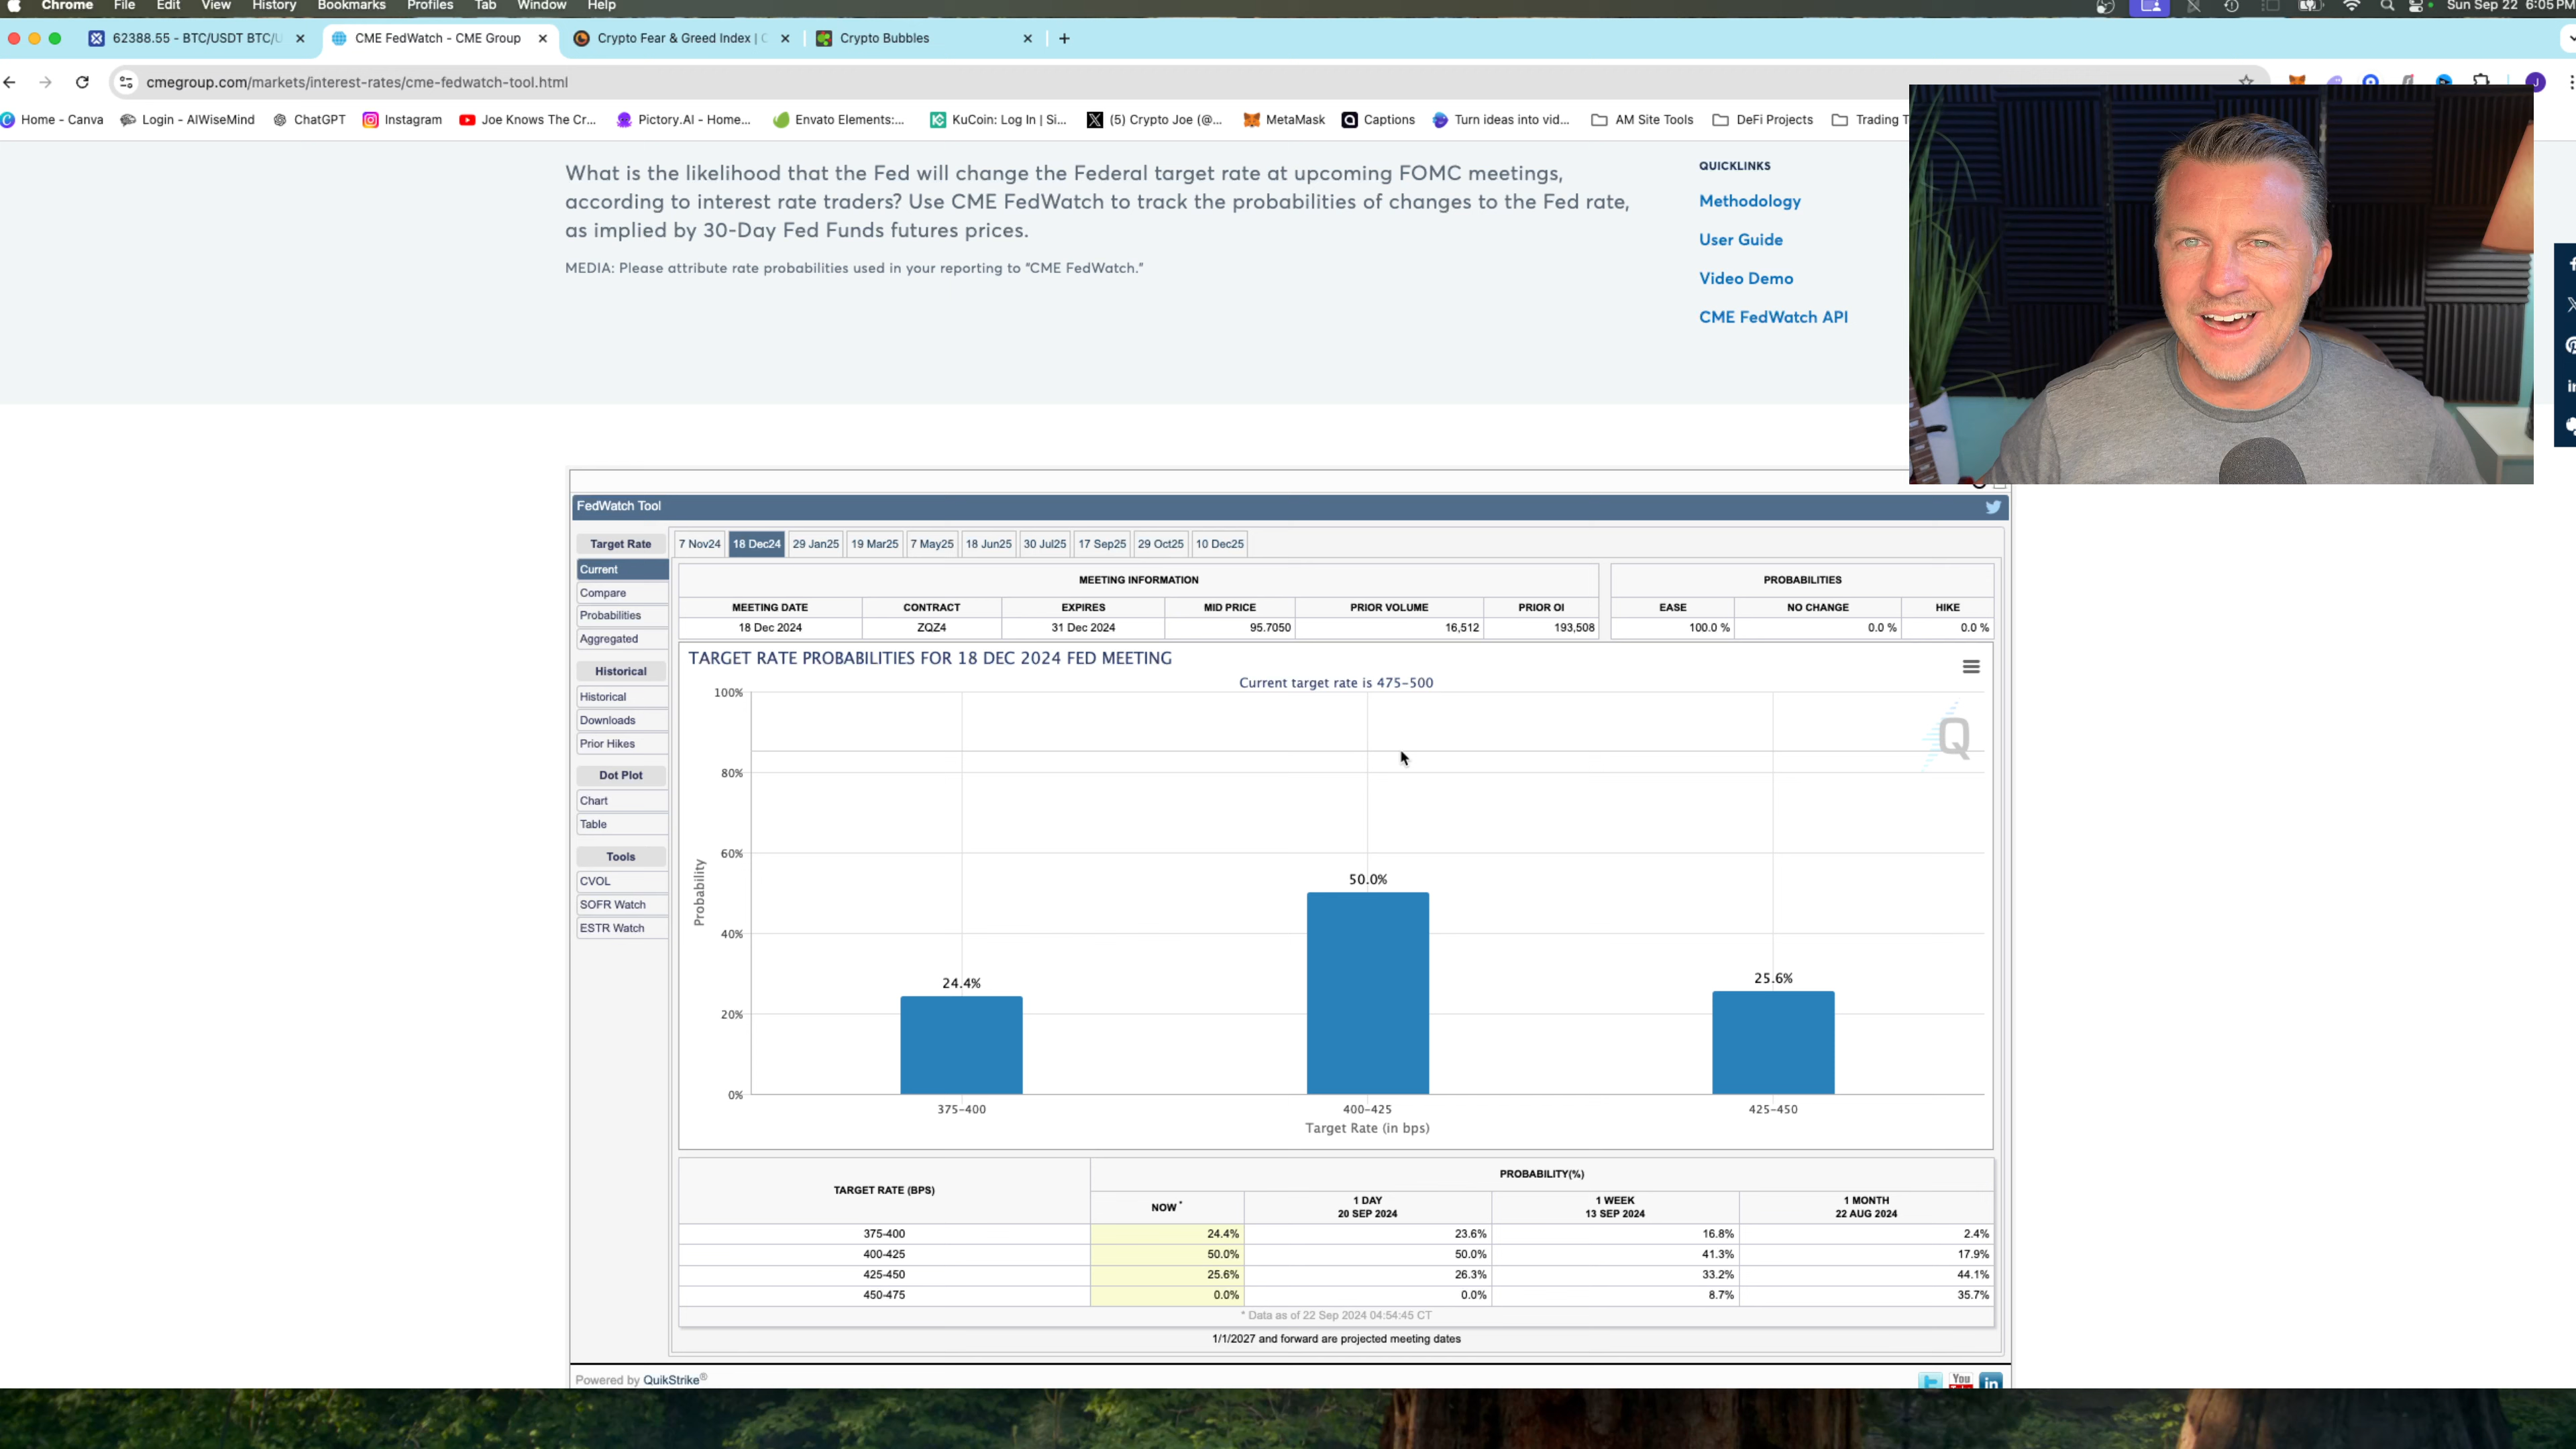 Chrome File Edit View History Bookmarks Profiles Tab Window Help Sun Sep 22 6:05 PM
62388.55 - BTC/USDT BTC/U CME FedWatch - CME Group Crypto Fear & Greed Index | Crypto Bubbles
cmegroup.com/markets/interest-rates/cme-fedwatch-tool.html J
Home - Canva Login - AIWiseMind ChatGPT Instagram Joe Knows The Cr... Pictory.AI - Home... Envato Elements:... KuCoin: Log In | Si... (5) Crypto Joe (@... MetaMask Captions Turn ideas into vid... AM Site Tools DeFi Projects Trading T
What is the likelihood that the Fed will change the Federal target rate at upcoming FOMC meetings,
according to interest rate traders? Use CME FedWatch to track the probabilities of changes to the Fed rate,
as implied by 30-Day Fed Funds futures prices.
MEDIA: Please attribute rate probabilities used in your reporting to "CME FedWatch."
QUICKLINKS
Methodology
User Guide
Video Demo
CME FedWatch API
FedWatch Tool
Target Rate
Current
Compare
Probabilities
Aggregated
Historical
Historical
Downloads
Prior Hikes
Dot Plot
Chart
Table
Tools
CVOL
SOFR Watch
ESTR Watch
7 Nov24 18 Dec24 29 Jan25 19 Mar25 7 May25 18 Jun25 30 Jul25 17 Sep25 29 Oct25 10 Dec25
MEETING INFORMATION
MEETING DATE CONTRACT EXPIRES MID PRICE PRIOR VOLUME PRIOR OI
18 Dec 2024 ZQZ4 31 Dec 2024 95.7050 16,512 193,508
PROBABILITIES
EASE NO CHANGE HIKE
100.0 % 0.0 % 0.0 %
TARGET RATE PROBABILITIES FOR 18 DEC 2024 FED MEETING
Current target rate is 475-500
Q
Probability
100%
80%
60%
40%
20%
0%
24.4%
50.0%
25.6%
375-400 400-425 425-450
Target Rate (in bps)
TARGET RATE (BPS) PROBABILITY(%)
NOW * 1 DAY 1 WEEK 1 MONTH
20 SEP 2024 13 SEP 2024 22 AUG 2024
375-400 24.4% 23.6% 16.8% 2.4%
400-425 50.0% 50.0% 41.3% 17.9%
425-450 25.6% 26.3% 33.2% 44.1%
450-475 0.0% 0.0% 8.7% 35.7%
* Data as of 22 Sep 2024 04:54:45 CT
1/1/2027 and forward are projected meeting dates
Powered by QuikStrike®
You
in